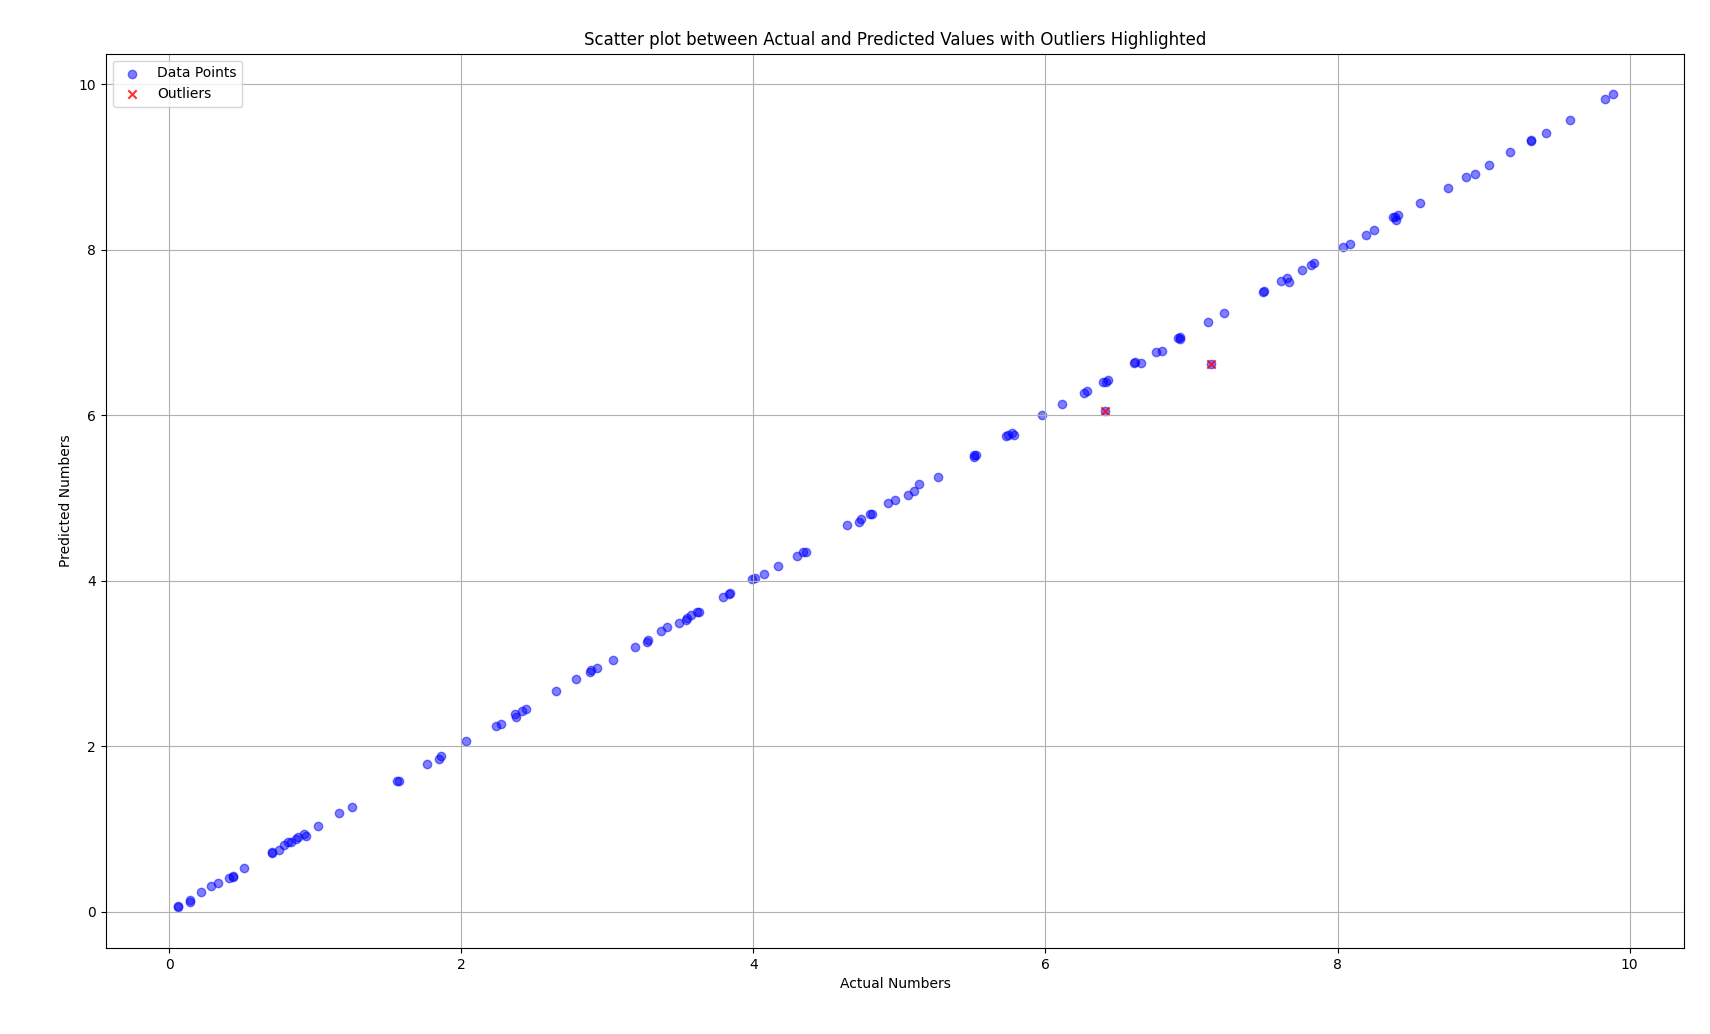 Scatter plot between Actual and Predicted Values with Outliers Highlighted
Data Points
Outliers
10
8
6
4
2
0
Predicted Numbers
0 2 4 6 8 10
Actual Numbers